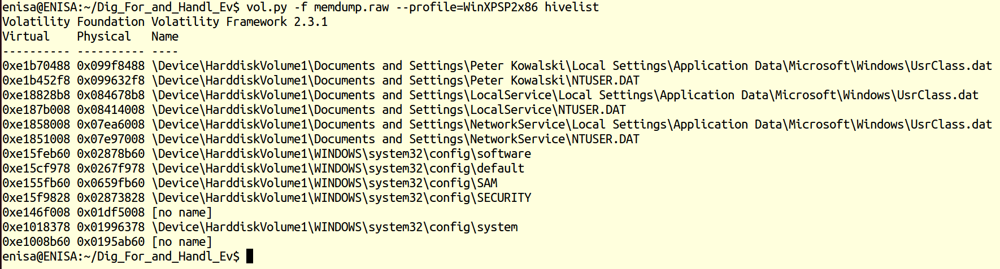 enisa@ENISA:~/Dig_For_and_Handl_Ev$ vol.py -f memdump.raw --profile=WinXPSP2x86 hivelist
Volatility Foundation Volatility Framework 2.3.1
Virtual    Physical   Name
---------- ---------- ----
0xe1b70488 0x099f8488 \Device\HarddiskVolume1\Documents and Settings\Peter Kowalski\Local Settings\Application Data\Microsoft\Windows\UsrClass.dat
0xe1b452f8 0x099632f8 \Device\HarddiskVolume1\Documents and Settings\Peter Kowalski\NTUSER.DAT
0xe18828b8 0x084678b8 \Device\HarddiskVolume1\Documents and Settings\LocalService\Local Settings\Application Data\Microsoft\Windows\UsrClass.dat
0xe187b008 0x08414008 \Device\HarddiskVolume1\Documents and Settings\LocalService\NTUSER.DAT
0xe1858008 0x07ea6008 \Device\HarddiskVolume1\Documents and Settings\NetworkService\Local Settings\Application Data\Microsoft\Windows\UsrClass.dat
0xe1851008 0x07e97008 \Device\HarddiskVolume1\Documents and Settings\NetworkService\NTUSER.DAT
0xe15feb60 0x02878b60 \Device\HarddiskVolume1\WINDOWS\system32\config\software
0xe15cf978 0x0267f978 \Device\HarddiskVolume1\WINDOWS\system32\config\default
0xe155fb60 0x0659fb60 \Device\HarddiskVolume1\WINDOWS\system32\config\SAM
0xe15f9828 0x02873828 \Device\HarddiskVolume1\WINDOWS\system32\config\SECURITY
0xe146f008 0x01df5008 [no name]
0xe1018378 0x01996378 \Device\HarddiskVolume1\WINDOWS\system32\config\system
0xe1008b60 0x0195ab60 [no name]
enisa@ENISA:~/Dig_For_and_Handl_Ev$